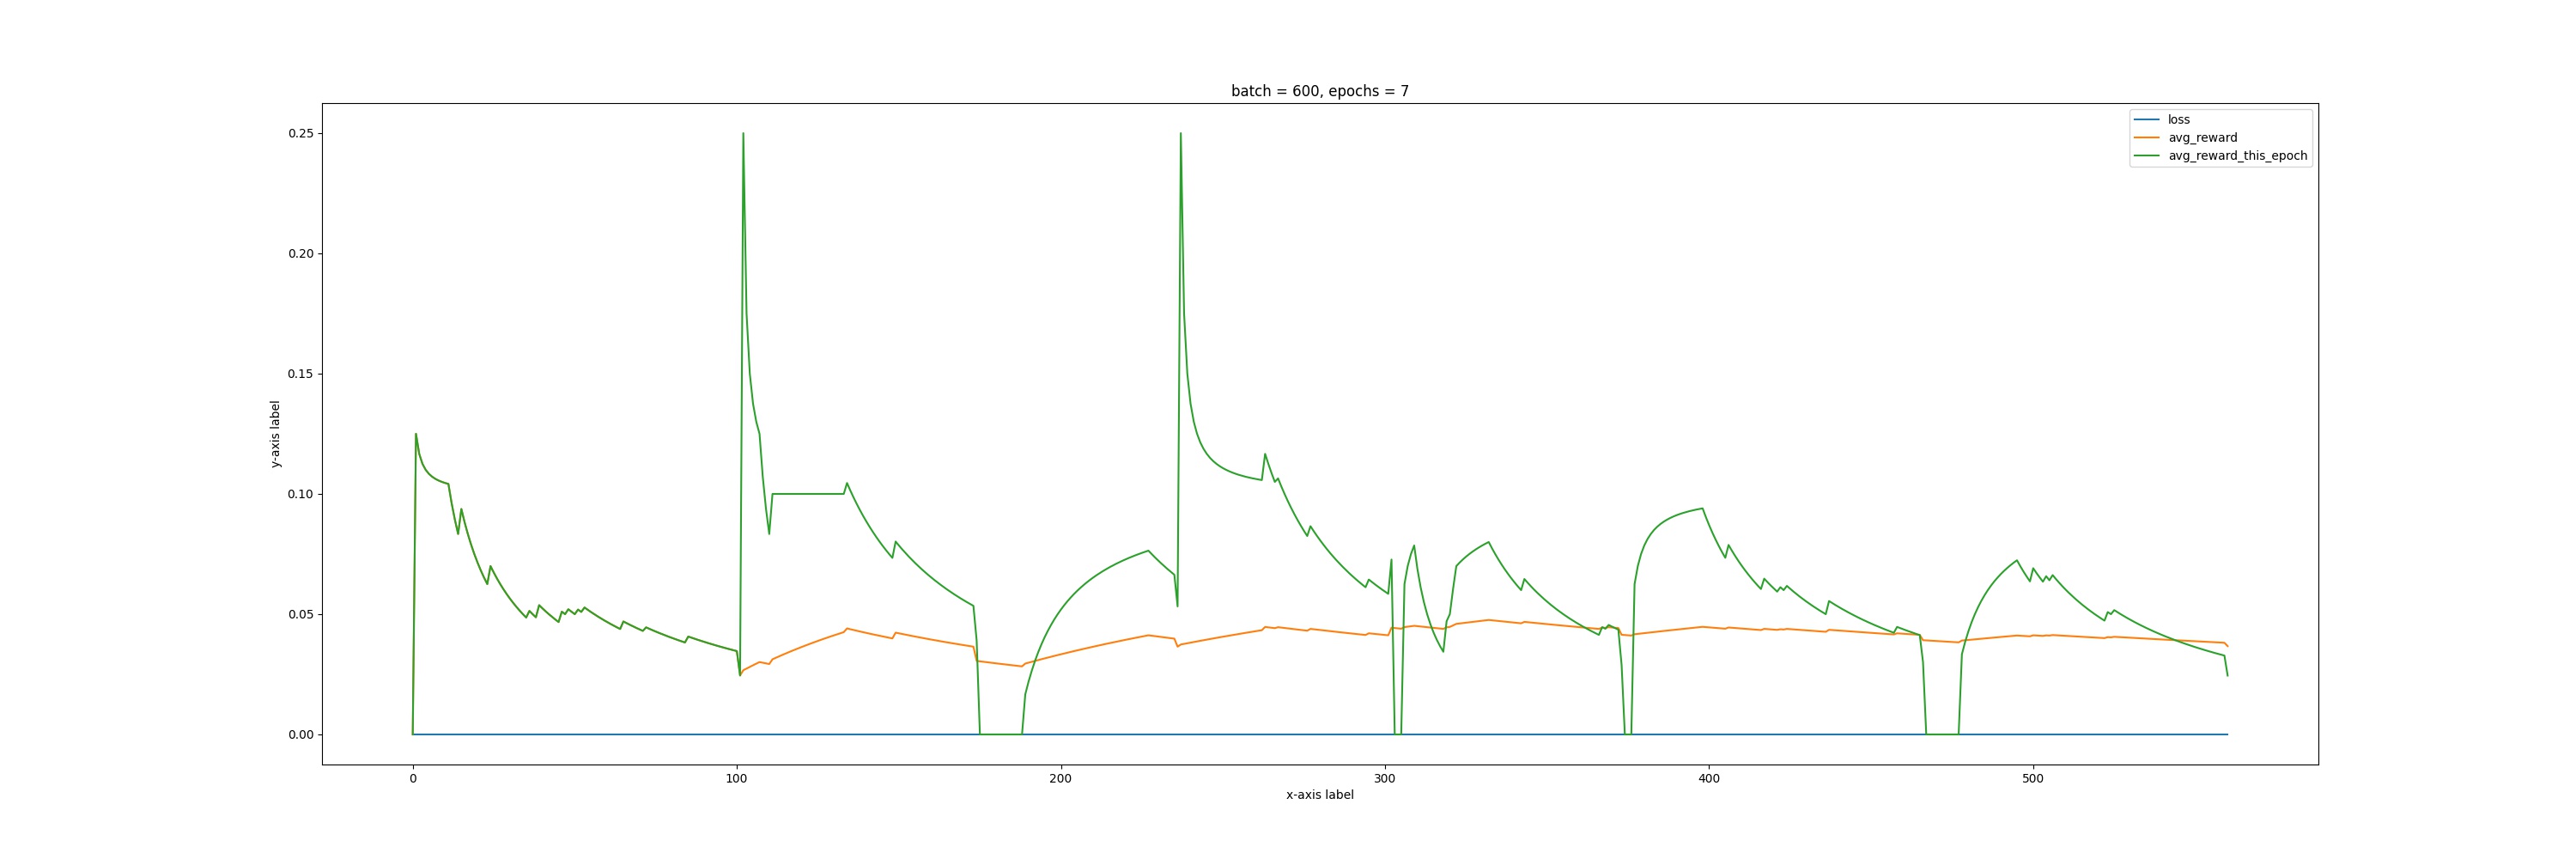 batch = 600, epochs = 7
loss
avg_reward
avg_reward_this_epoch
0.25
0.20
0.15
0.10
0.05
0.00
y-axis label
0
100
200
300
400
500
x-axis label